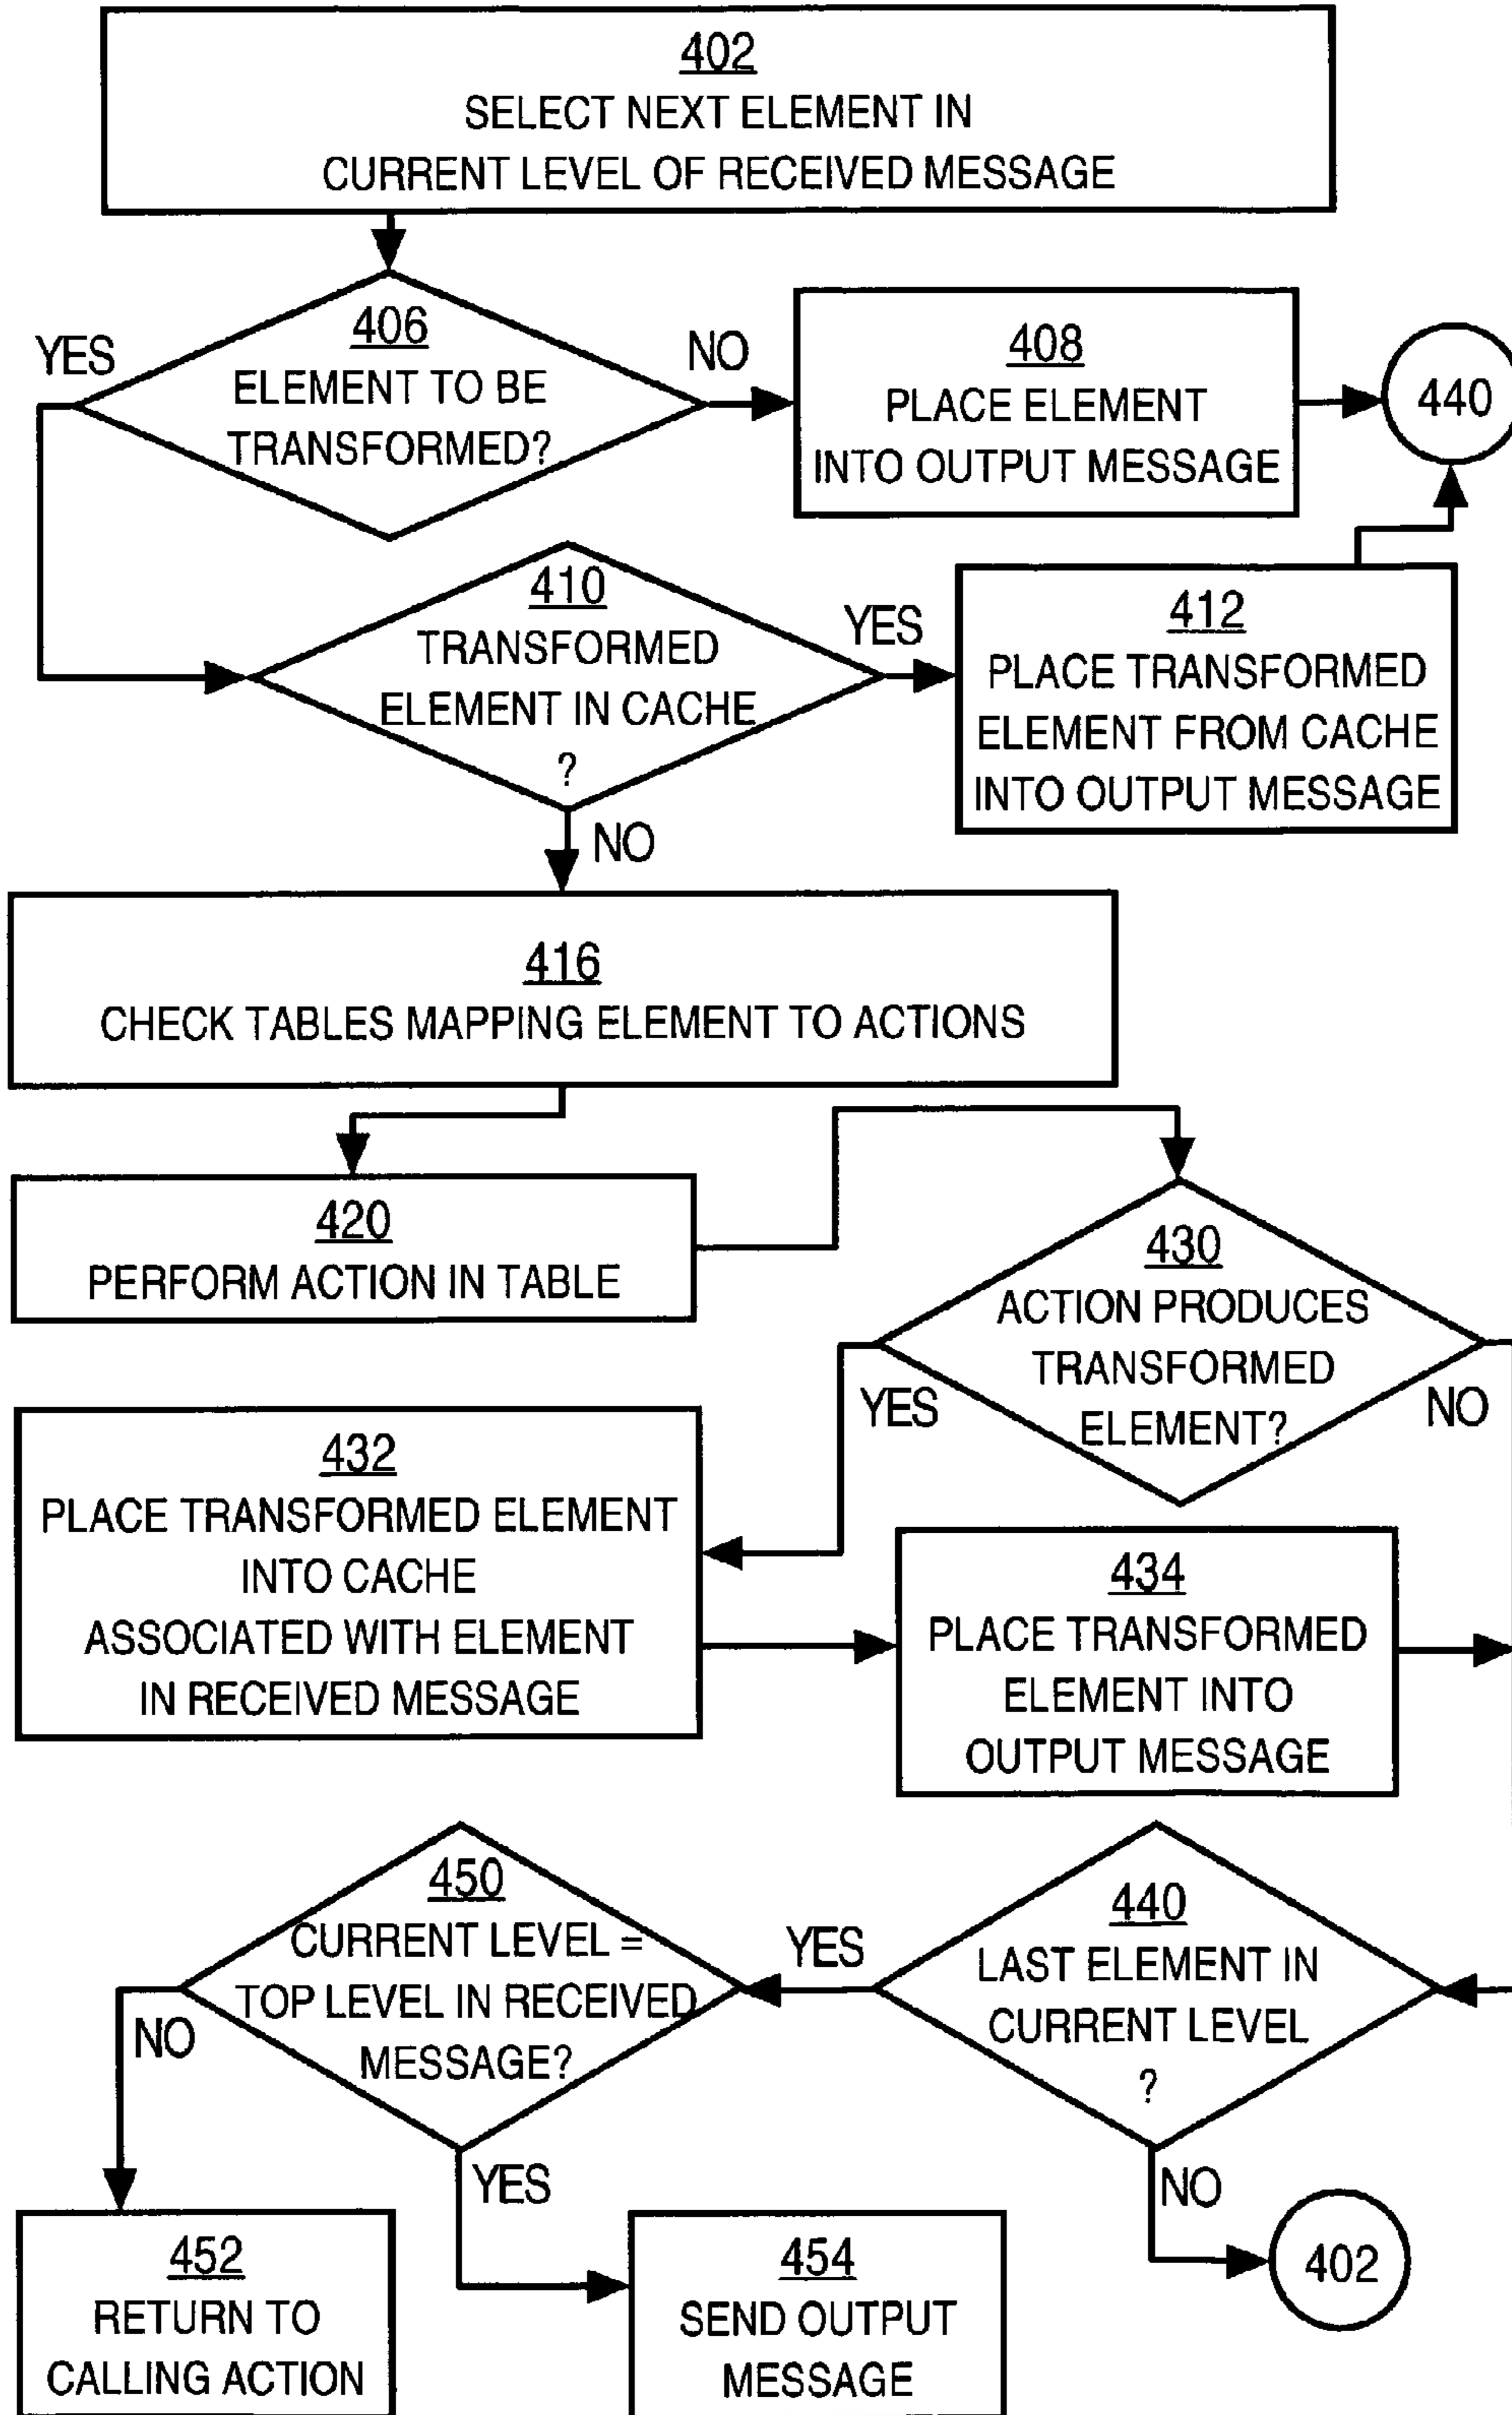 402
SELECT NEXT ELEMENT IN
CURRENT LEVEL OF RECEIVED MESSAGE
YES
406
ELEMENT TO BE
TRANSFORMED?
NO
408
PLACE ELEMENT
INTO OUTPUT MESSAGE
440
410
TRANSFORMED
ELEMENT IN CACHE
?
YES
412
PLACE TRANSFORMED
ELEMENT FROM CACHE
INTO OUTPUT MESSAGE
NO
416
CHECK TABLES MAPPING ELEMENT TO ACTIONS
420
PERFORM ACTION IN TABLE
430
ACTION PRODUCES
TRANSFORMED
ELEMENT?
YES
NO
432
PLACE TRANSFORMED ELEMENT
INTO CACHE
ASSOCIATED WITH ELEMENT
IN RECEIVED MESSAGE
434
PLACE TRANSFORMED
ELEMENT INTO
OUTPUT MESSAGE
450
CURRENT LEVEL =
TOP LEVEL IN RECEIVED
MESSAGE?
YES
440
LAST ELEMENT IN
CURRENT LEVEL
?
NO
YES
NO
452
RETURN TO
CALLING ACTION
454
SEND OUTPUT
MESSAGE
402